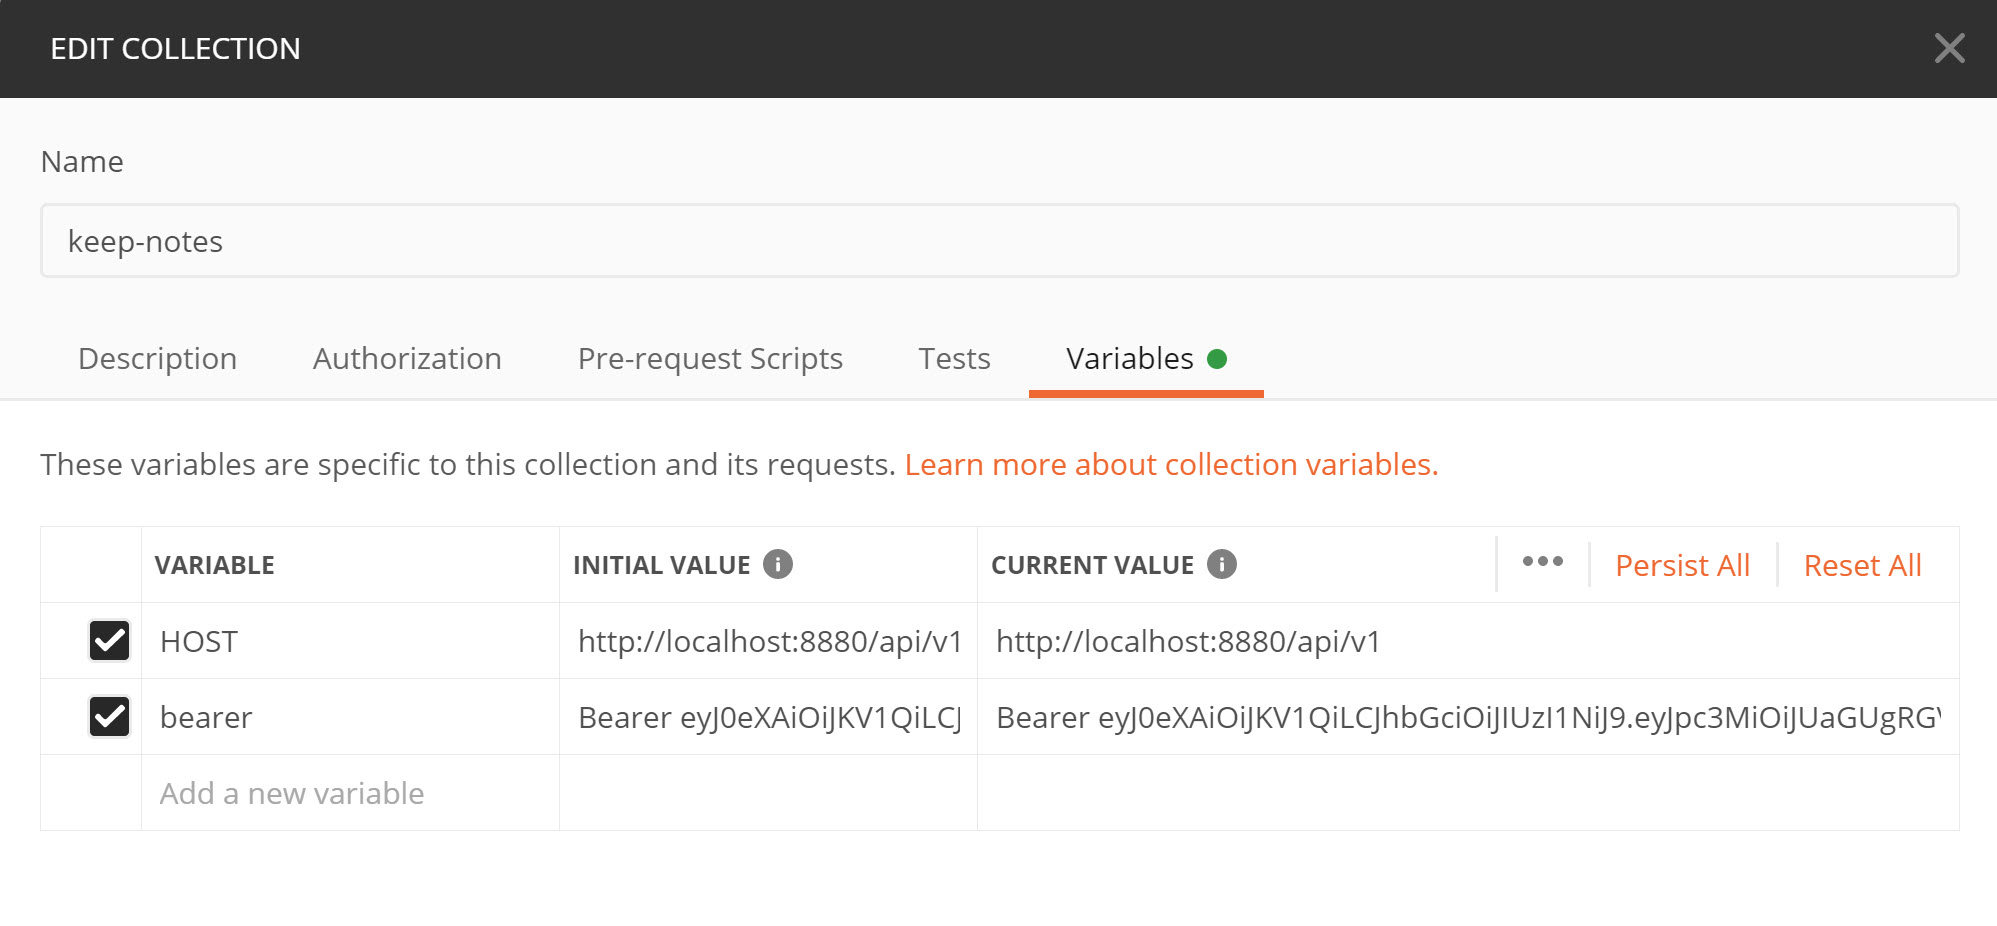 EDIT COLLECTION
Name
keep-notes
Description Authorization Pre-request Scripts Tests Variables
These variables are specific to this collection and its requests. Learn more about collection variables.
VARIABLE INITIAL VALUE CURRENT VALUE Persist All Reset All
HOST http://localhost:8880/api/v1 http://localhost:8880/api/v1
bearer Bearer eyJ0eXAiOiJKV1QiLCJ Bearer eyJ0eXAiOiJKV1QiLCJhbGciOiJIUzI1NiJ9.eyJpc3MiOiJUaGUgRGV
Add a new variable